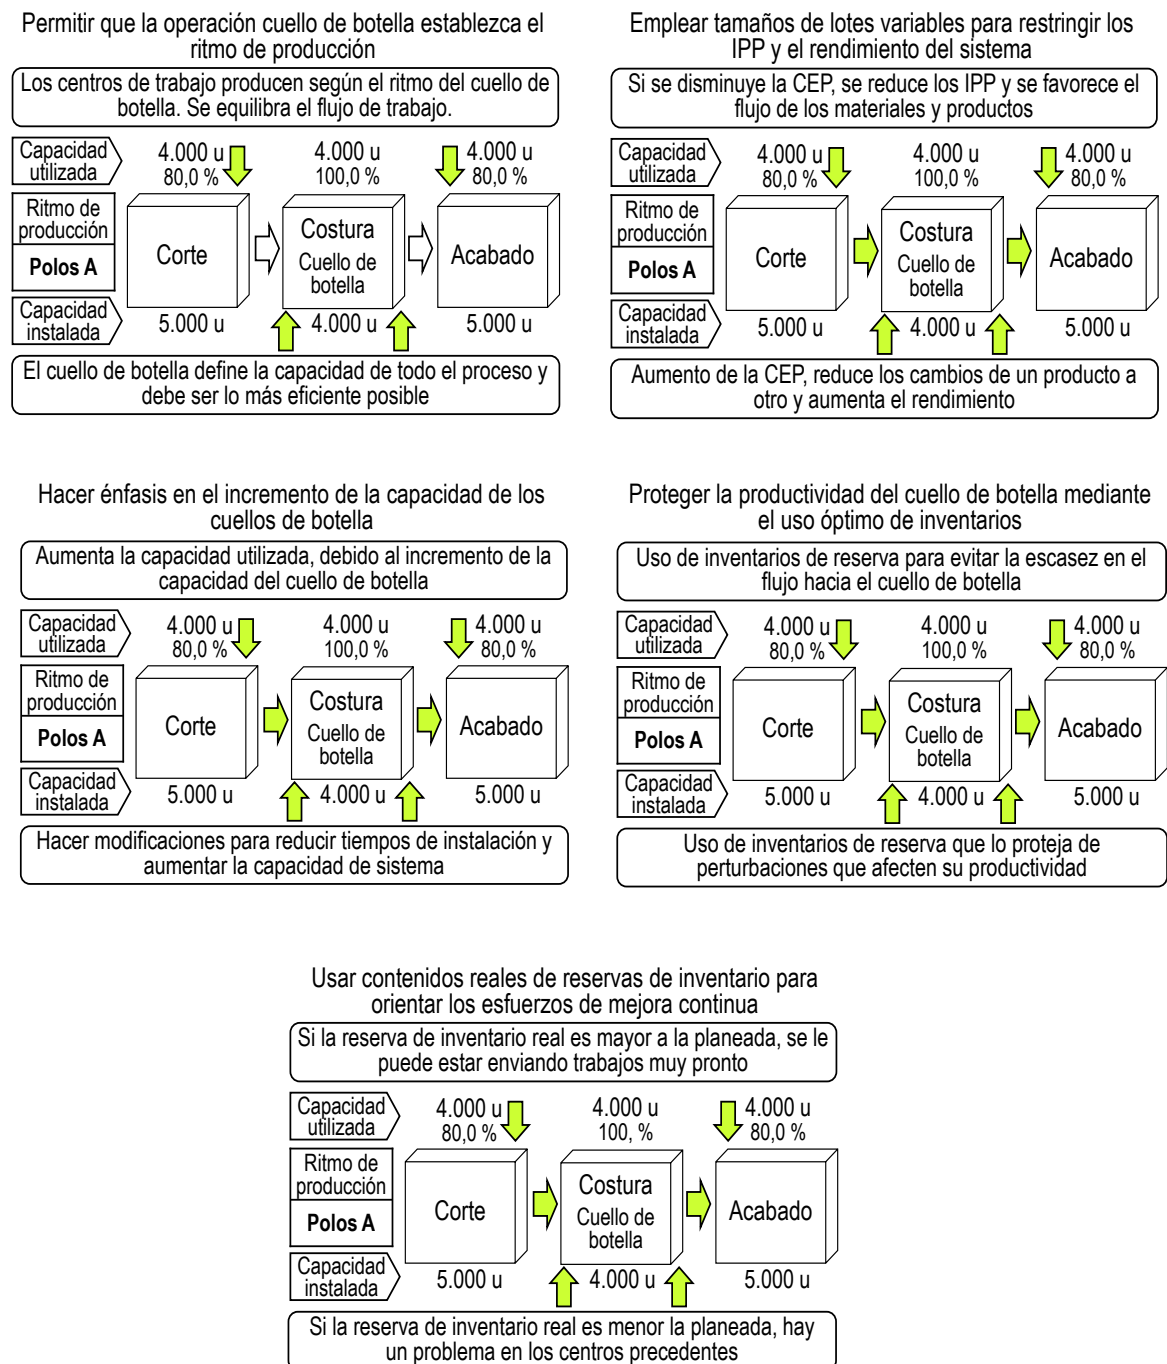 Permitir que la operación cuello de botella establezca el
ritmo de producción
Los centros de trabajo producen según el ritmo del cuello de
botella. Se equilibra el flujo de trabajo.
Capacidad
utilizada
4.000 u
80,0 %
4.000 u
100,0 %
4.000 u
80,0 %
Ritmo de
producción
Polos A
Corte
Costura
Cuello de
botella
Acabado
Capacidad
instalada
5.000 u
4.000 u
5.000 u
El cuello de botella define la capacidad de todo el proceso y
debe ser lo más eficiente posible
Emplear tamaños de lotes variables para restringir los
IPP y el rendimiento del sistema
Si se disminuye la CEP, se reduce los IPP y se favorece el
flujo de los materiales y productos
Capacidad
utilizada
4.000 u
80,0 %
4.000 u
100,0 %
4.000 u
80,0 %
Ritmo de
producción
Polos A
Corte
Costura
Cuello de
botella
Acabado
Capacidad
instalada
5.000 u
4.000 u
5.000 u
Aumento de la CEP, reduce los cambios de un producto a
otro y aumenta el rendimiento
Hacer énfasis en el incremento de la capacidad de los
cuellos de botella
Aumenta la capacidad utilizada, debido al incremento de la
capacidad del cuello de botella
Capacidad
utilizada
4.000 u
80,0 %
4.000 u
100,0 %
4.000 u
80,0 %
Ritmo de
producción
Polos A
Corte
Costura
Cuello de
botella
Acabado
Capacidad
instalada
5.000 u
4.000 u
5.000 u
Hacer modificaciones para reducir tiempos de instalación y
aumentar la capacidad de sistema
Proteger la productividad del cuello de botella mediante
el uso óptimo de inventarios
Uso de inventarios de reserva para evitar la escasez en el
flujo hacia el cuello de botella
Capacidad
utilizada
4.000 u
80,0 %
4.000 u
100,0 %
4.000 u
80,0 %
Ritmo de
producción
Polos A
Corte
Costura
Cuello de
botella
Acabado
Capacidad
instalada
5.000 u
4.000 u
5.000 u
Uso de inventarios de reserva que lo proteja de
perturbaciones que afecten su productividad
Usar contenidos reales de reservas de inventario para
orientar los esfuerzos de mejora continua
Si la reserva de inventario real es mayor a la planeada, se le
puede estar enviando trabajos muy pronto
Capacidad
utilizada
4.000 u
80,0 %
4.000 u
100, %
4.000 u
80,0 %
Ritmo de
producción
Polos A
Corte
Costura
Cuello de
botella
Acabado
Capacidad
instalada
5.000 u
4.000 u
5.000 u
Si la reserva de inventario real es menor la planeada, hay
un problema en los centros precedentes